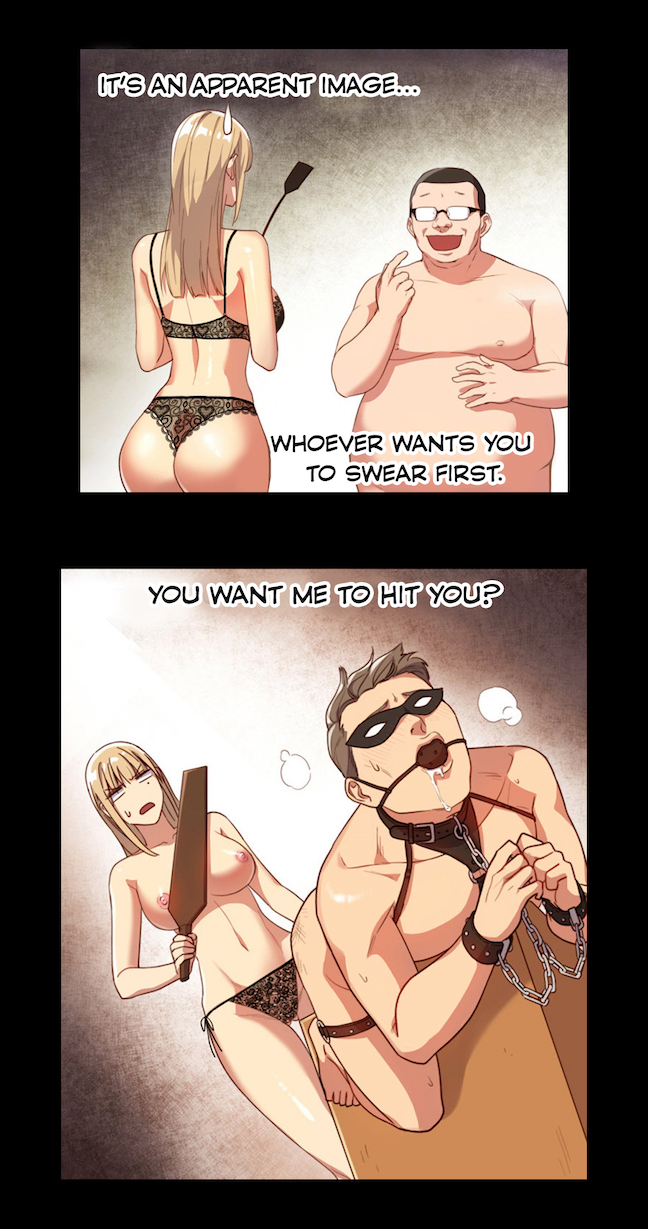 IT'S AN APPARENT IMAGE...
WHOEVER WANTS YOU
TO SWEAR FIRST.
YOU WANT ME TO HIT YOU?